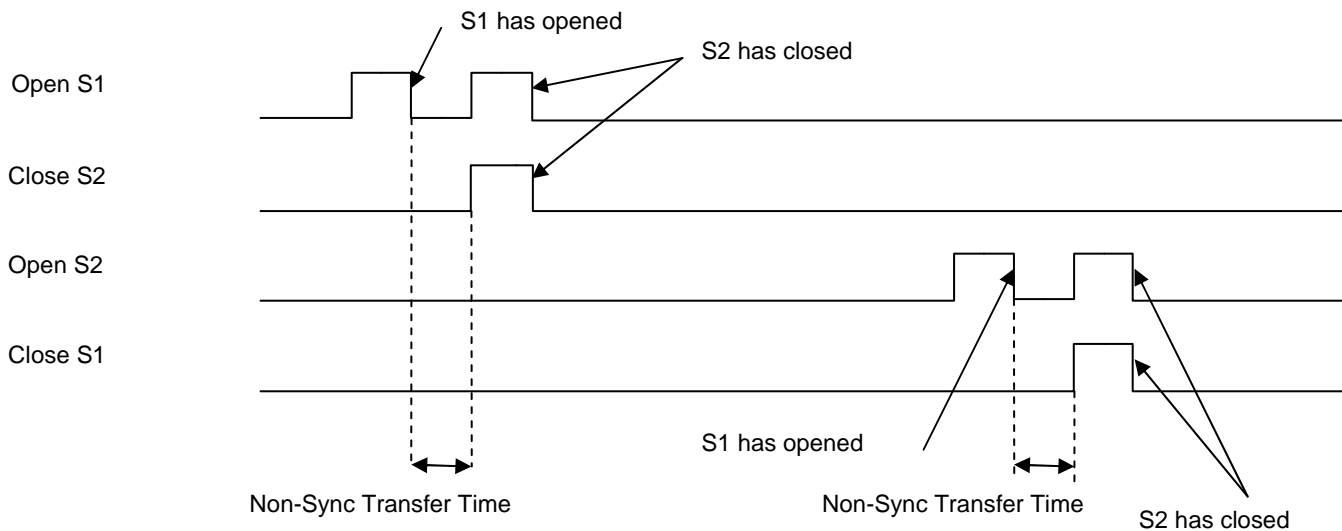 S1 has opened
S2 has closed
Open S1
Close S2
Open S2
Close S1
S1 has opened
Non-Sync Transfer Time
Non-Sync Transfer Time
S2 has closed